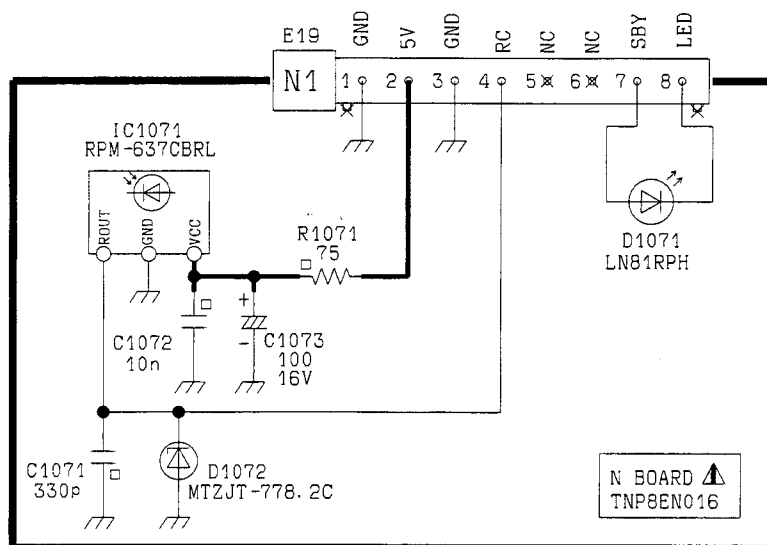 E19
GND
5V
GND
RC
NC
NC
SBY
LED
N1
1
2
3
4
5
6
7
8
IC1071
RPM-637CBRL
ROUT
GND
VCC
R1071
75
D1071
LN81RPH
C1072
10n
+
-
C1073
100
16V
C1071
330p
D1072
MTZJT-778.2C
N BOARD
TNP8EN016